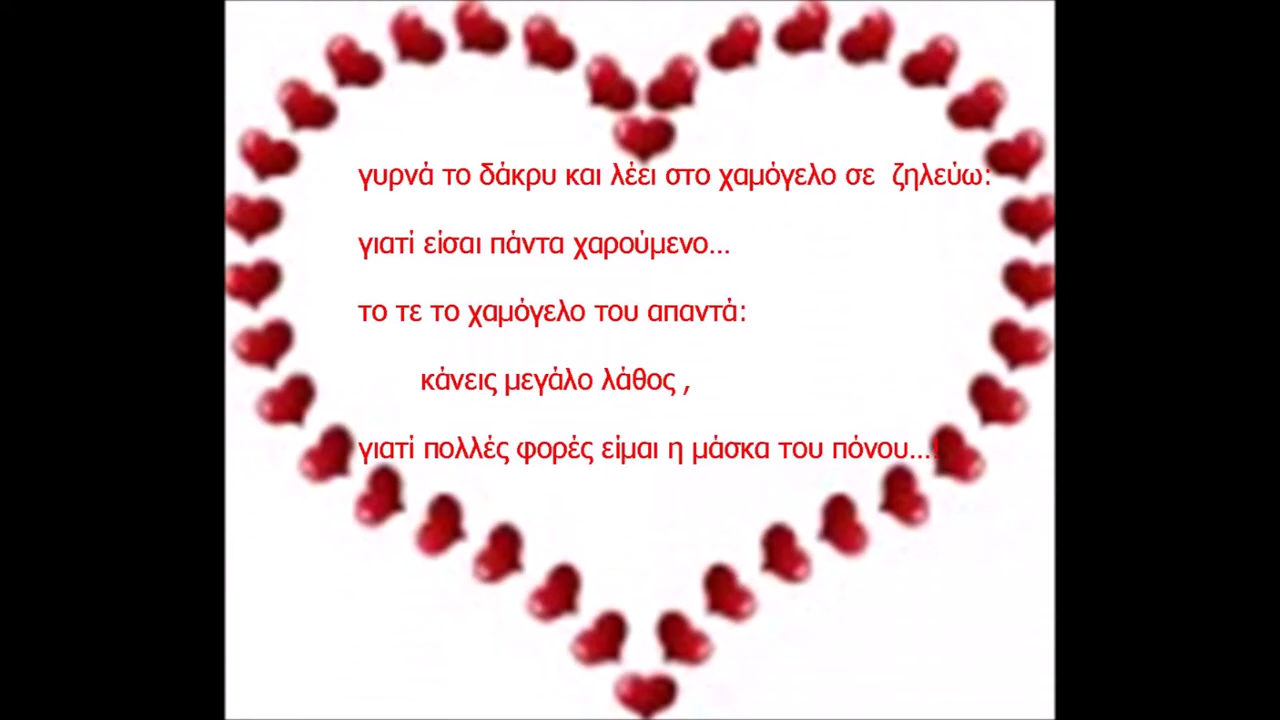 γυρνά το δάκρυ και λέει στο χαμόγελο σε ζηλεύω:
γιατί είσαι πάντα χαρούμενο...
το τε το χαμόγελο του απαντά:
κάνεις μεγάλο λάθος ,
γιατί πολλές φορές είμαι η μάσκα του πόνου...!